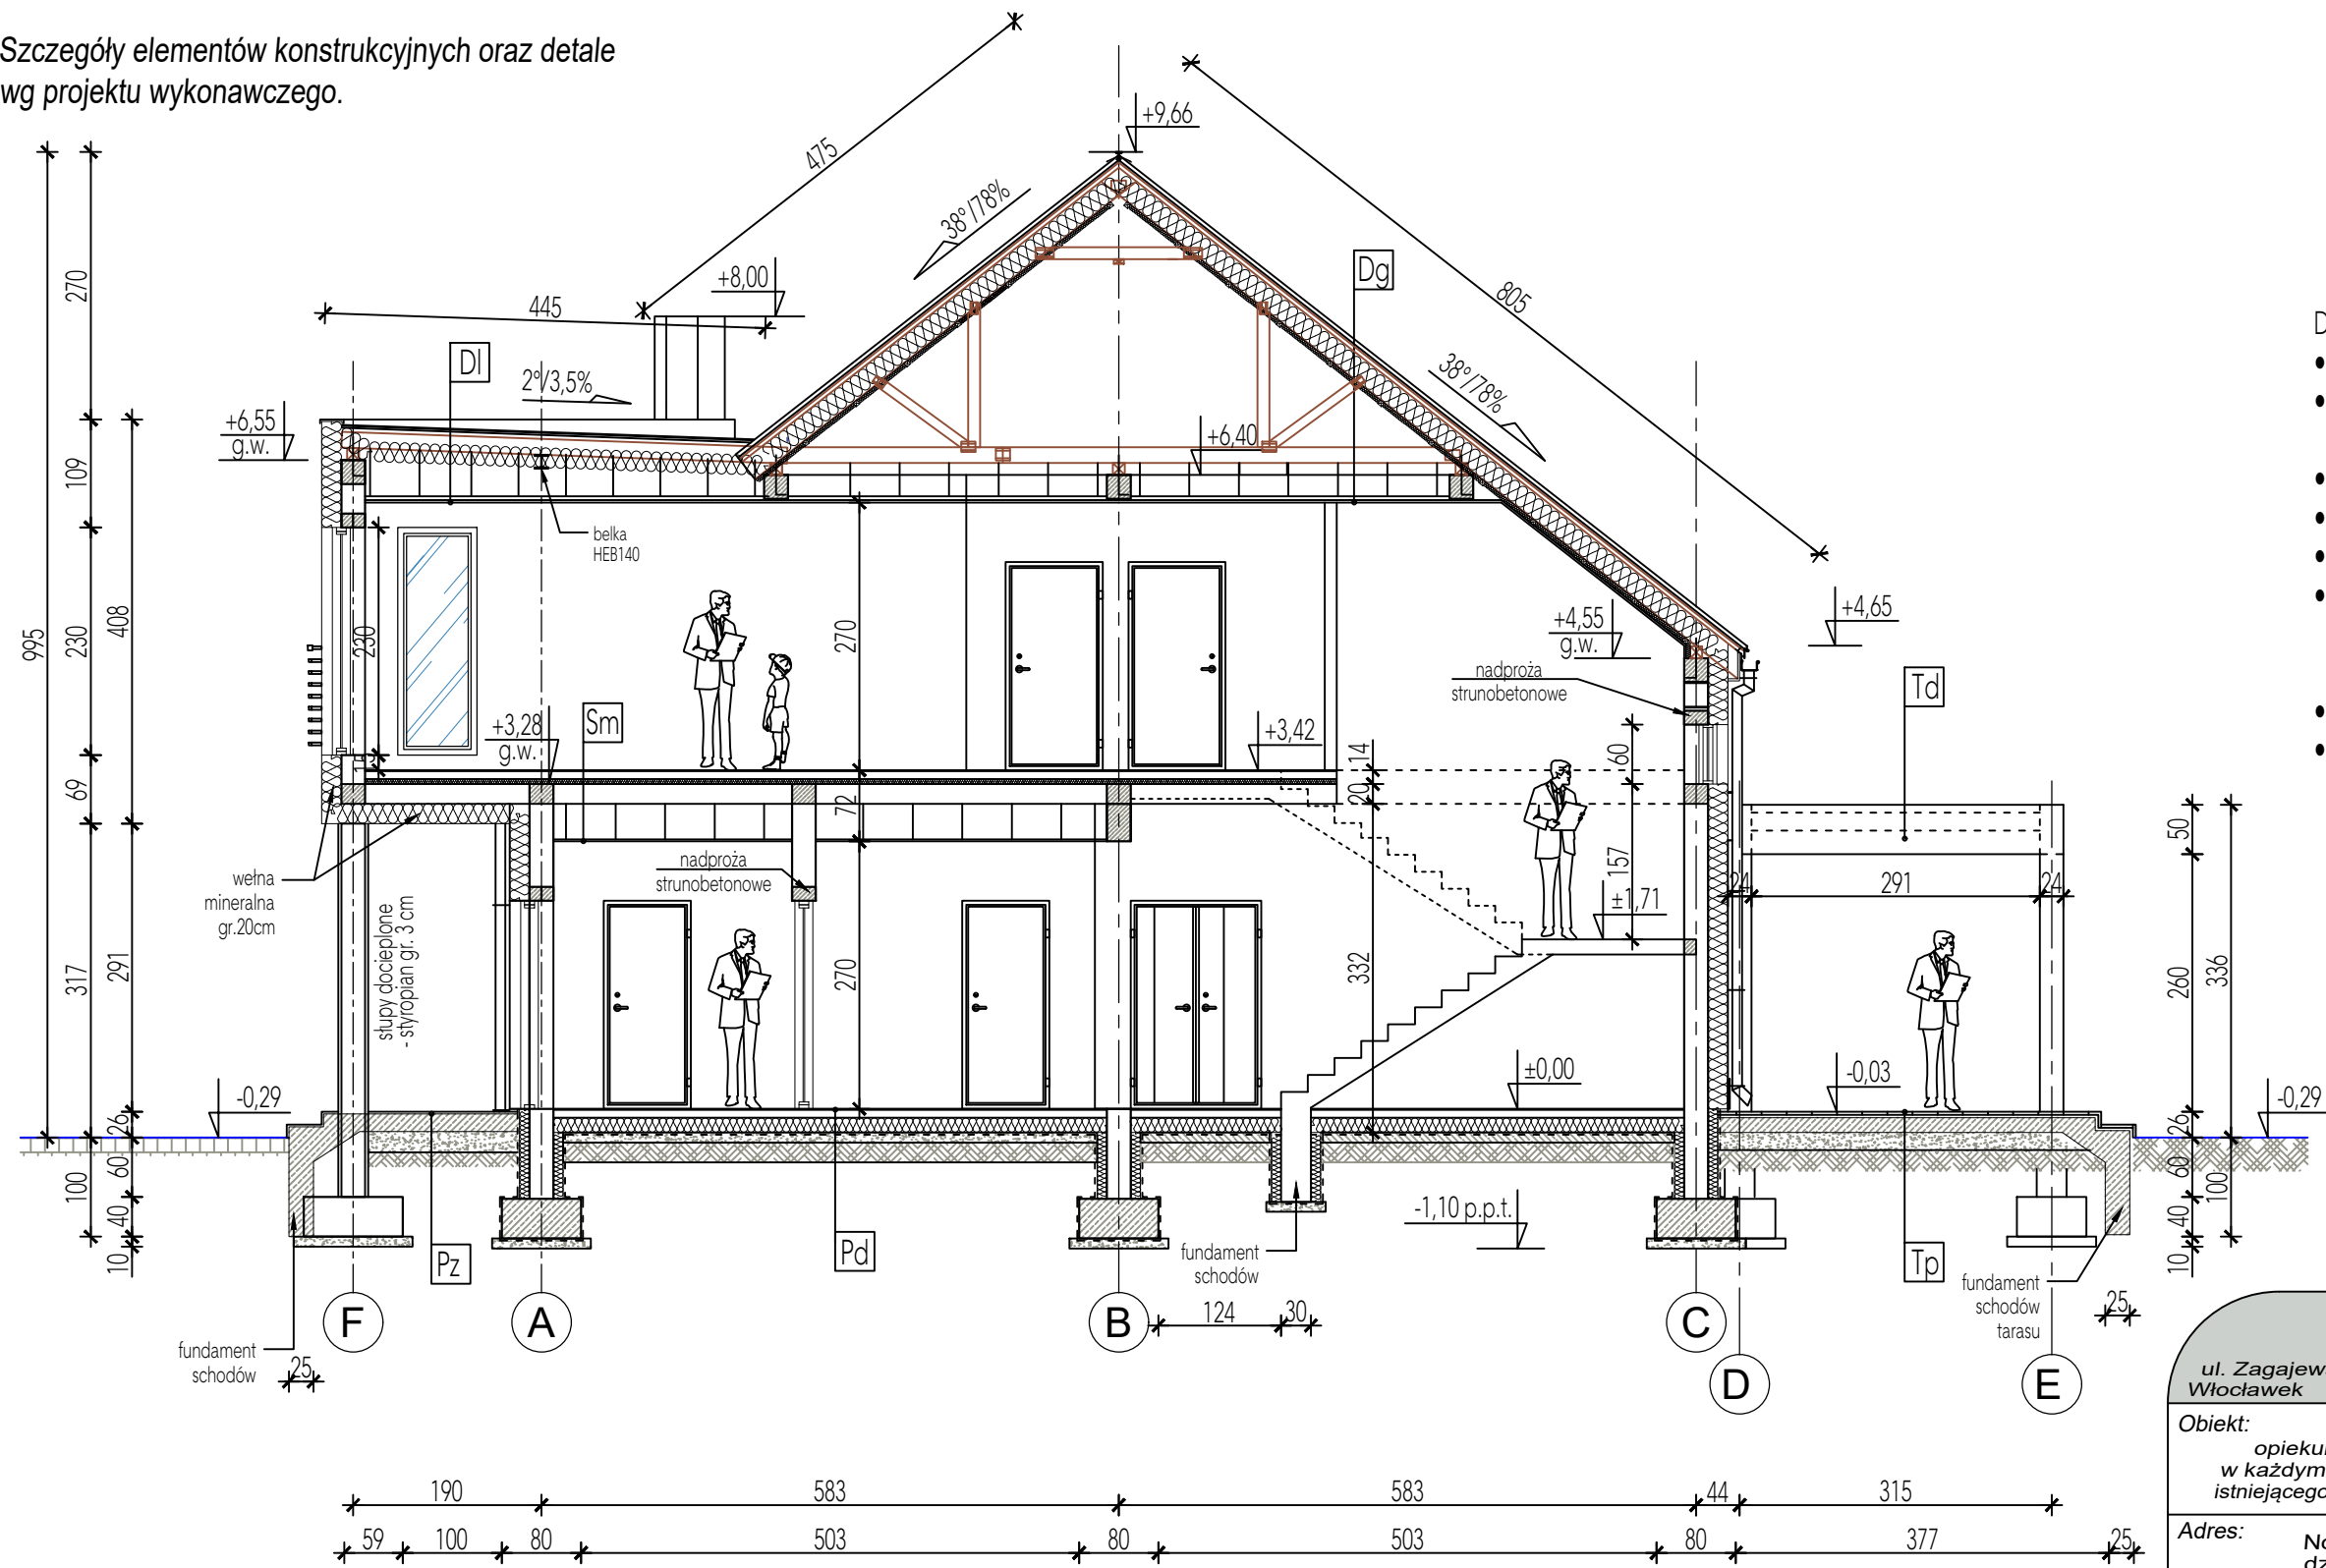 Szczegóły elementów konstrukcyjnych oraz detale
wg projektu wykonawczego.
475
+9,66
38°/78%
270
+8,00
445
Dg
805
Dl
2°/3,5%
38°/78%
+6,55
g.w.
+6,40
109
belka
HEB140
995
230
408
230
270
+4,55
g.w.
+4,65
nadproża
strunobetonowe
Td
Sm
+3,28
g.w.
+3,42
14
60
69
72
20
50
wełna
mineralna
gr.20cm
nadproża
strunobetonowe
157
24
291
24
±1,71
317
291
słupy docieplone
- styropian gr. 3 cm
270
332
260
336
-0,29
±0,00
-0,03
-0,29
26
26
100
60
60
100
40
-1,10 p.p.t.
40
10
Pz
Pd
fundament
schodów
Tp
10
fundament
schodów
tarasu
F
A
B
124
30
C
25
fundament
schodów
25
D
E
ul. Zagajew
Włocławek
Obiekt:
opieku
w każdym
istniejącego
190
583
583
44
315
Adres:
No
dz
59
100
80
503
80
503
80
377
25